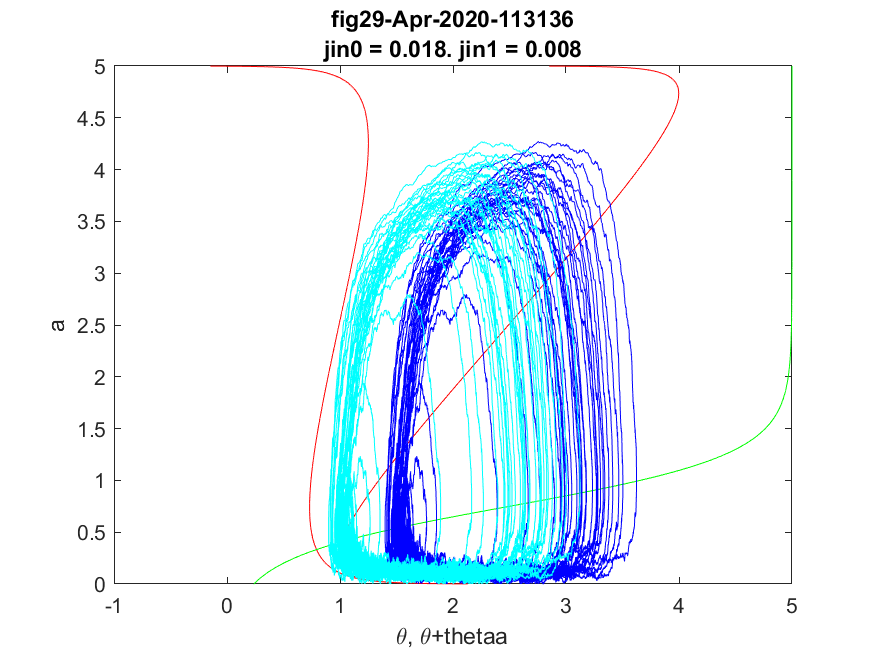 fig29-Apr-2020-113136
jin0 = 0.018. jin1 = 0.008
5
4.5
4
3.5
3
2.5
2
1.5
1
0.5
0
a
-1 0 1 2 3 4 5
θ, θ+thetaa